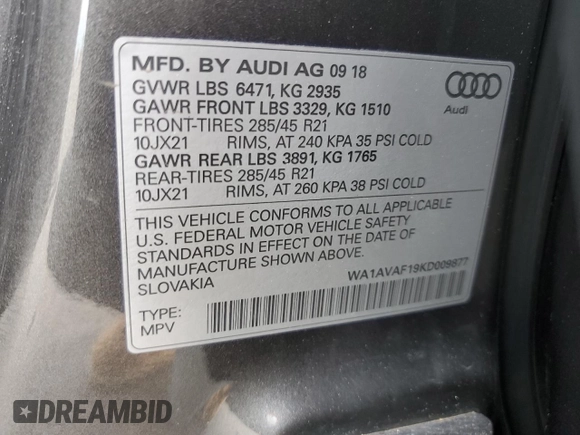 MFD. BY AUDI AG 09 18
GVWR LBS 6471, KG 2935
GAWR FRONT LBS 3329, KG 1510
FRONT-TIRES 285/45 R21
10JX21 RIMS, AT 240 KPA 35 PSI COLD
GAWR REAR LBS 3891, KG 1765
REAR-TIRES 285/45 R21
10JX21 RIMS, AT 260 KPA 38 PSI COLD
THIS VEHICLE CONFORMS TO ALL APPLICABLE
U.S. FEDERAL MOTOR VEHICLE SAFETY
STANDARDS IN EFFECT ON THE DATE OF
MANUFACTURE SHOWN ABOVE.
SLOVAKIA
WA1AVAF19KD009877
TYPE:
MPV
Audi
DREAMBID